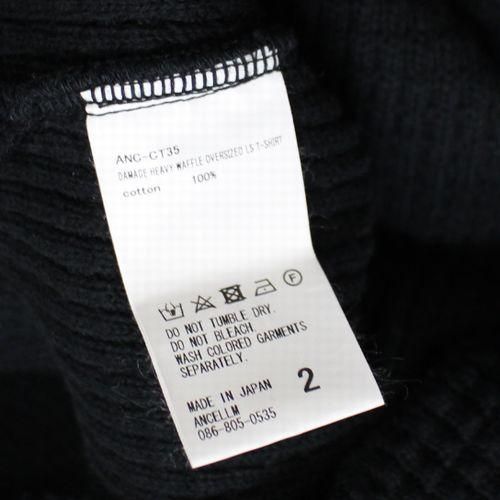 ANC-CT35
DAMAGE HEAVY WAFFLE OVERSIZED LS T-SHIRT
cotton 100%
F
DO NOT TUMBLE DRY.
DO NOT BLEACH.
WASH COLORED GARMENTS
SEPARATELY.
MADE IN JAPAN 2
ANCELLM
086-805-0535